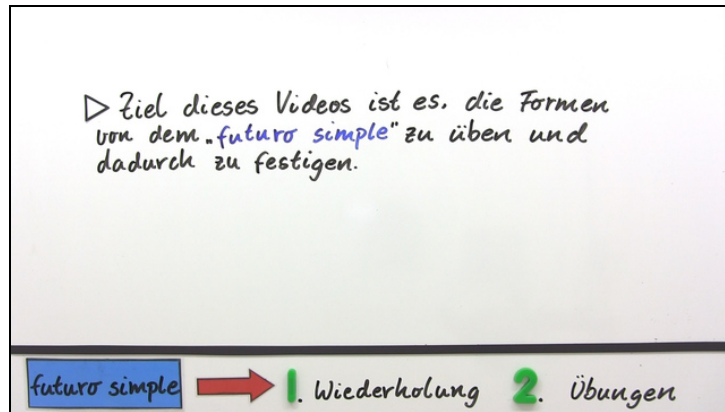 ▷ Ziel dieses Videos ist es, die Formen
von dem „futuro simple" zu üben und
dadurch zu festigen.
futuro simple 1. Wiederholung 2. Übungen